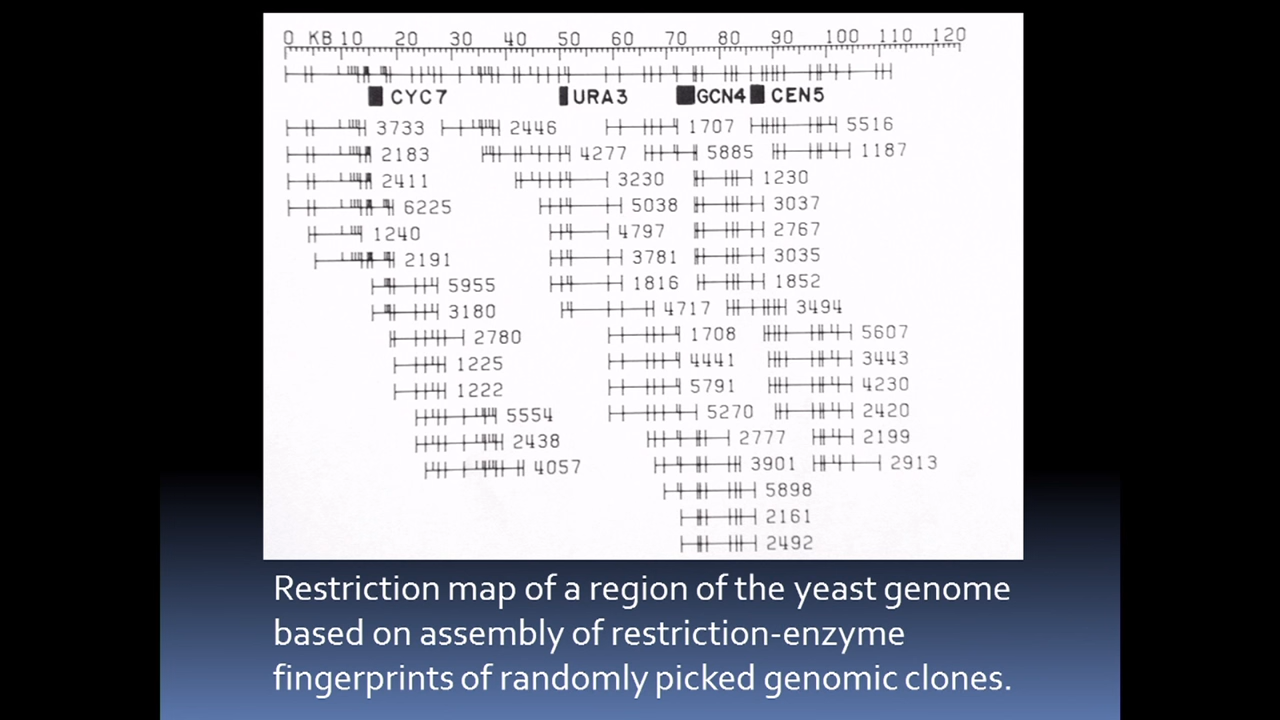 0 KB 10 20 30 40 50 60 70 80 90 100 110 120
CYC7 URA3 GCN4 CEN5
3733 2446 1707 5516
2183 4277 5885 1187
2411 3230 1230
6225 5038 3037
1240 4797 2767
2191 3781 3035
5955 1816 1852
3180 4717 3494
2780 1708 5607
1225 4441 3443
1222 5791 4230
5554 5270 2420
2438 2777 2199
4057 3901 2913
5898
2161
2492
Restriction map of a region of the yeast genome
based on assembly of restriction-enzyme
fingerprints of randomly picked genomic clones.